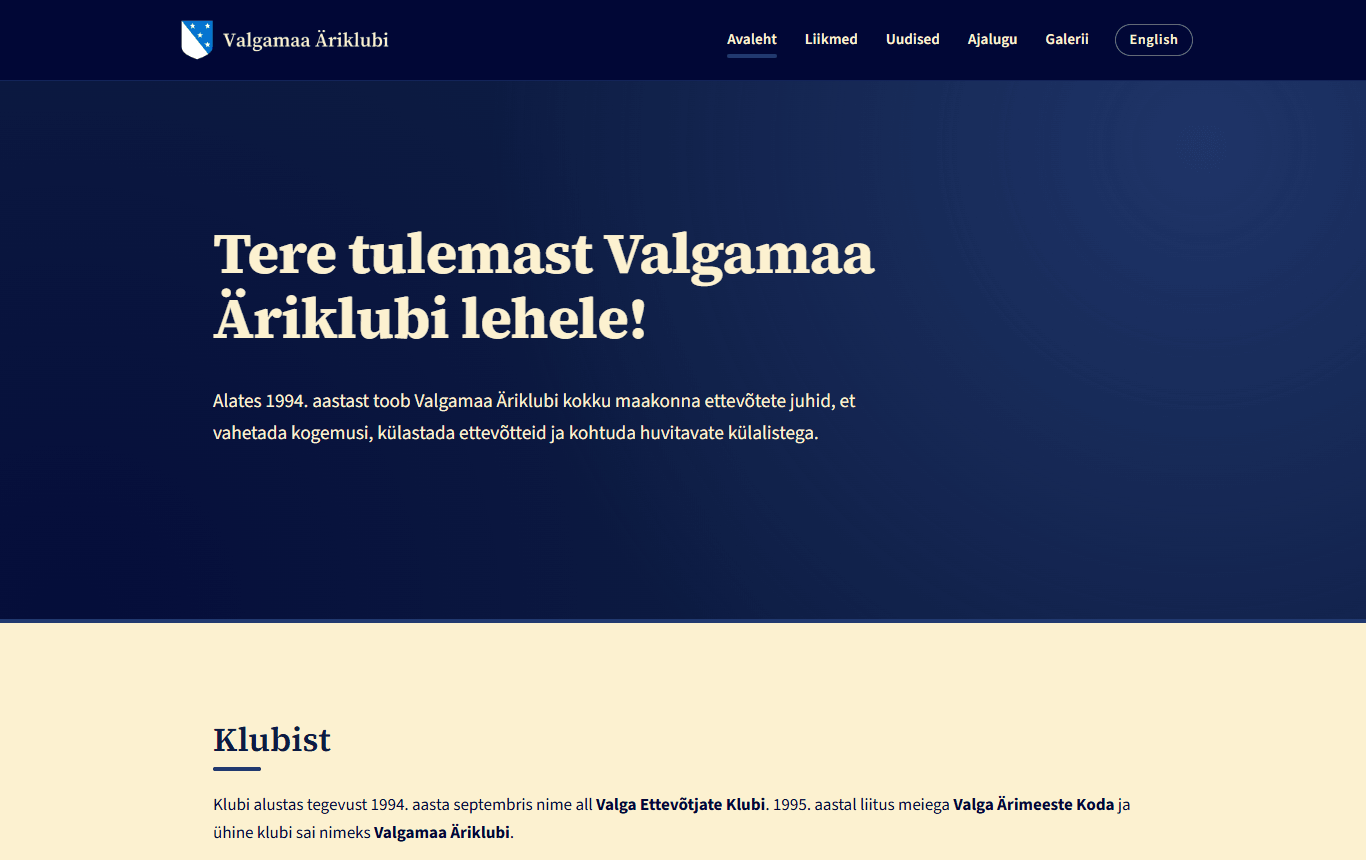 Valgamaa Äriklubi
Avaleht Liikmed Uudised Ajalugu Galerii English
Tere tulemast Valgamaa
Äriklubi lehele!
Alates 1994. aastast toob Valgamaa Äriklubi kokku maakonna ettevõtete juhid, et
vahetada kogemusi, külastada ettevõtteid ja kohtuda huvitavate külalistega.
Klubist
Klubi alustas tegevust 1994. aasta septembris nime all Valga Ettevõtjate Klubi. 1995. aastal liitus meiega Valga Ärimeeste Koda ja
ühine klubi sai nimeks Valgamaa Äriklubi.